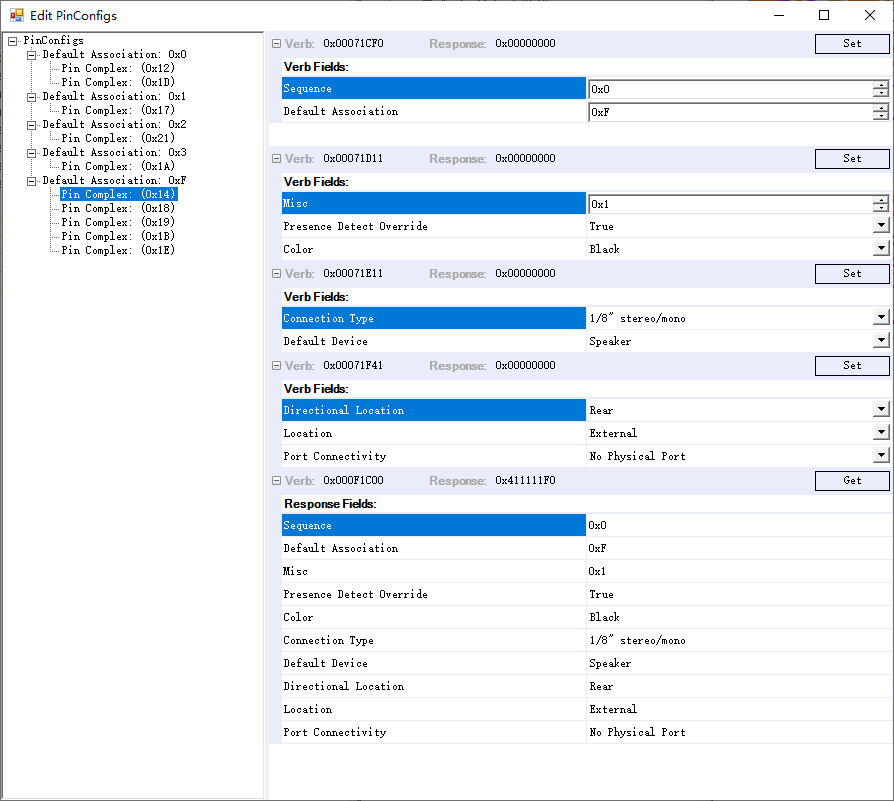 Edit PinConfigs
PinConfigs
Default Association: 0x0
Pin Complex: (0x12)
Pin Complex: (0x1D)
Default Association: 0x1
Pin Complex: (0x17)
Default Association: 0x2
Pin Complex: (0x21)
Default Association: 0x3
Pin Complex: (0x1A)
Default Association: 0xF
Pin Complex: (0x14)
Pin Complex: (0x18)
Pin Complex: (0x19)
Pin Complex: (0x1B)
Pin Complex: (0x1E)
Verb: 0x00071CF0 Response: 0x00000000 Set
Verb Fields:
Sequence 0x0
Default Association 0xF
Verb: 0x00071D11 Response: 0x00000000 Set
Verb Fields:
Misc 0x1
Presence Detect Override True
Color Black
Verb: 0x00071E11 Response: 0x00000000 Set
Verb Fields:
Connection Type 1/8" stereo/mono
Default Device Speaker
Verb: 0x00071F41 Response: 0x00000000 Set
Verb Fields:
Directional Location Rear
Location External
Port Connectivity No Physical Port
Verb: 0x000F1C00 Response: 0x411111F0 Get
Response Fields:
Sequence 0x0
Default Association 0xF
Misc 0x1
Presence Detect Override True
Color Black
Connection Type 1/8" stereo/mono
Default Device Speaker
Directional Location Rear
Location External
Port Connectivity No Physical Port